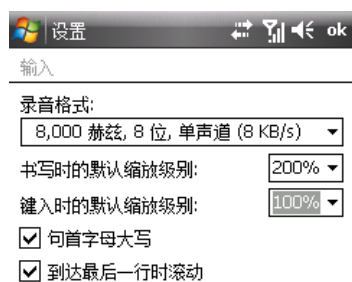 设置 ok
输入
录音格式:
8,000 赫兹, 8 位, 单声道 (8 KB/s)
书写时的默认缩放级别: 200%
键入时的默认缩放级别: 100%
句首字母大写
到达最后一行时滚动